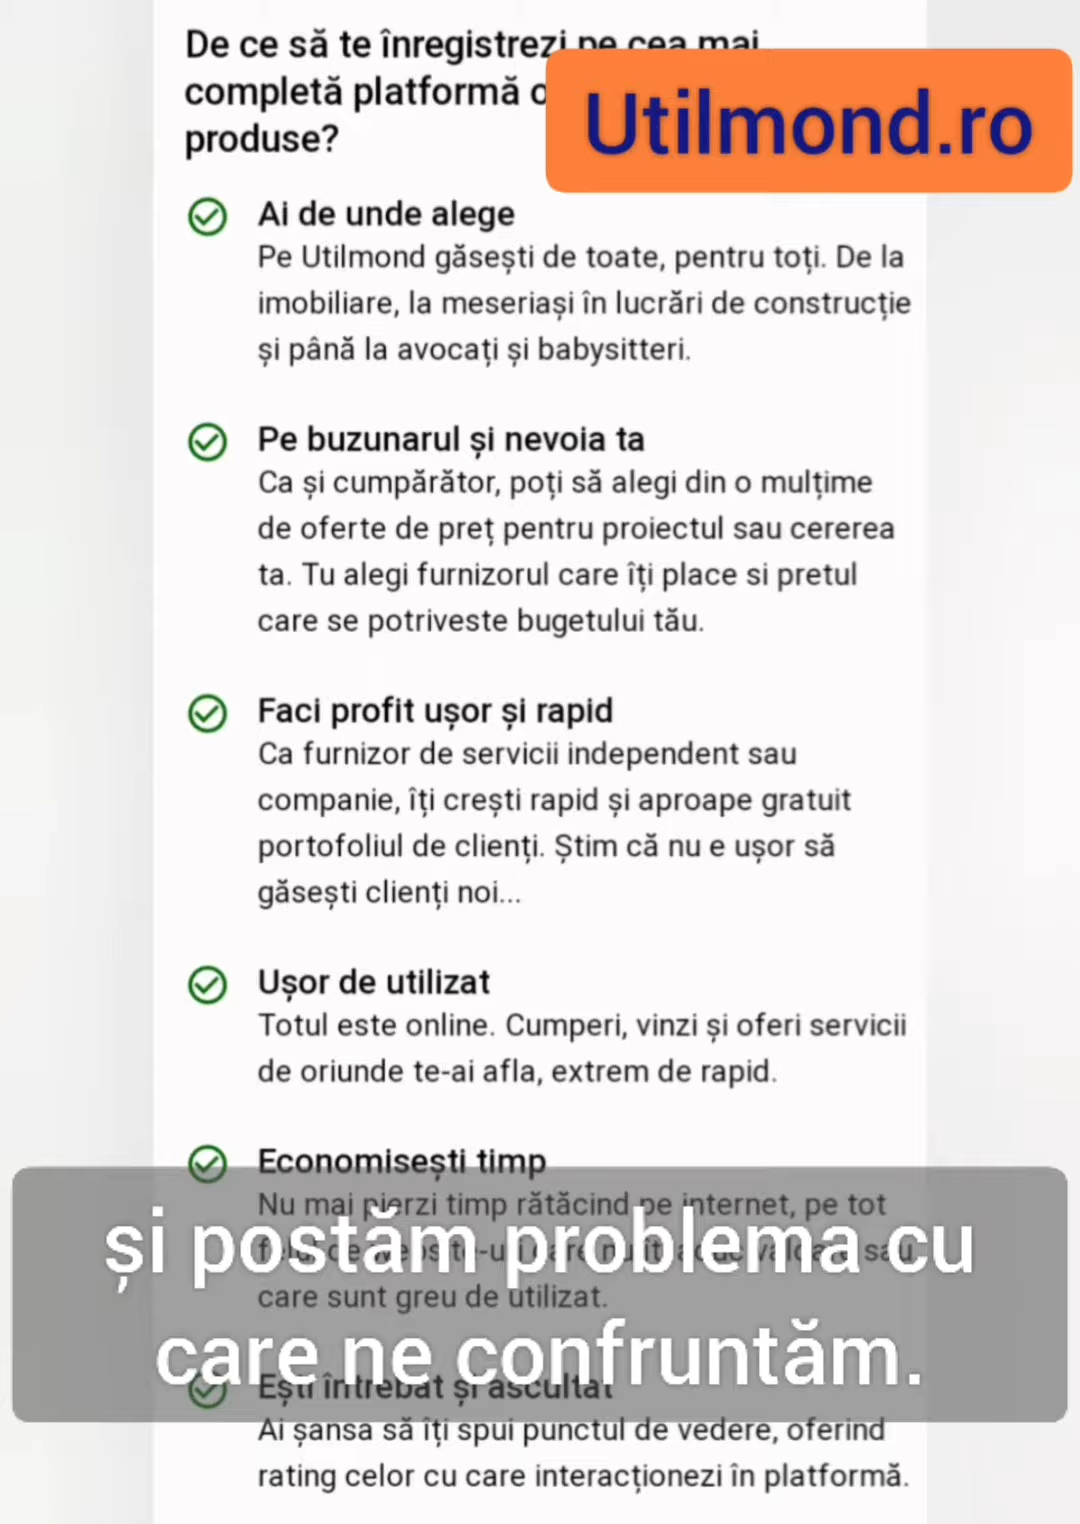 De ce să te înregistrezi pe cea mai
completă platformă
produse?
Utilmond.ro
Ai de unde alege
Pe Utilmond găsești de toate, pentru toți. De la
imobiliare, la meseriași în lucrări de construcție
și până la avocați și babysitteri.
Pe buzunarul și nevoia ta
Ca și cumpărător, poți să alegi din o mulțime
de oferte de preț pentru proiectul sau cererea
ta. Tu alegi furnizorul care îți place si pretul
care se potriveste bugetului tău.
Faci profit ușor și rapid
Ca furnizor de servicii independent sau
companie, îți crești rapid și aproape gratuit
portofoliul de clienți. Știm că nu e ușor să
găsești clienți noi...
Ușor de utilizat
Totul este online. Cumperi, vinzi și oferi servicii
de oriunde te-ai afla, extrem de rapid.
Economisești timp
Nu mai pierzi timp rătăcind pe internet, pe tot
care sunt greu de utilizat.
și postăm problema cu
care ne confruntăm.
Ești întrebat și ascultat
Ai șansa să îți spui punctul de vedere, oferind
rating celor cu care interacționezi în platformă.